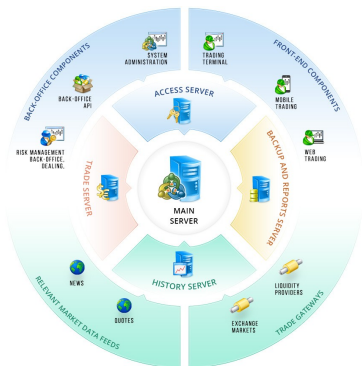 BACK-OFFICE COMPONENTS
FRONT-END COMPONENTS
SYSTEM
ADMINISTRATION
TRADING
TERMINAL
BACK-OFFICE
API
MOBILE
TRADING
RISK MANAGEMENT
BACK-OFFICE,
DEALING,
WEB
TRADING
ACCESS SERVER
TRADE SERVER
BACKUP AND REPORTS SERVER
MAIN
SERVER
HISTORY SERVER
NEWS
QUOTES
LIQUIDITY
PROVIDERS
EXCHANGE
MARKETS
RELEVANT MARKET DATA FEEDS
TRADE GATEWAYS